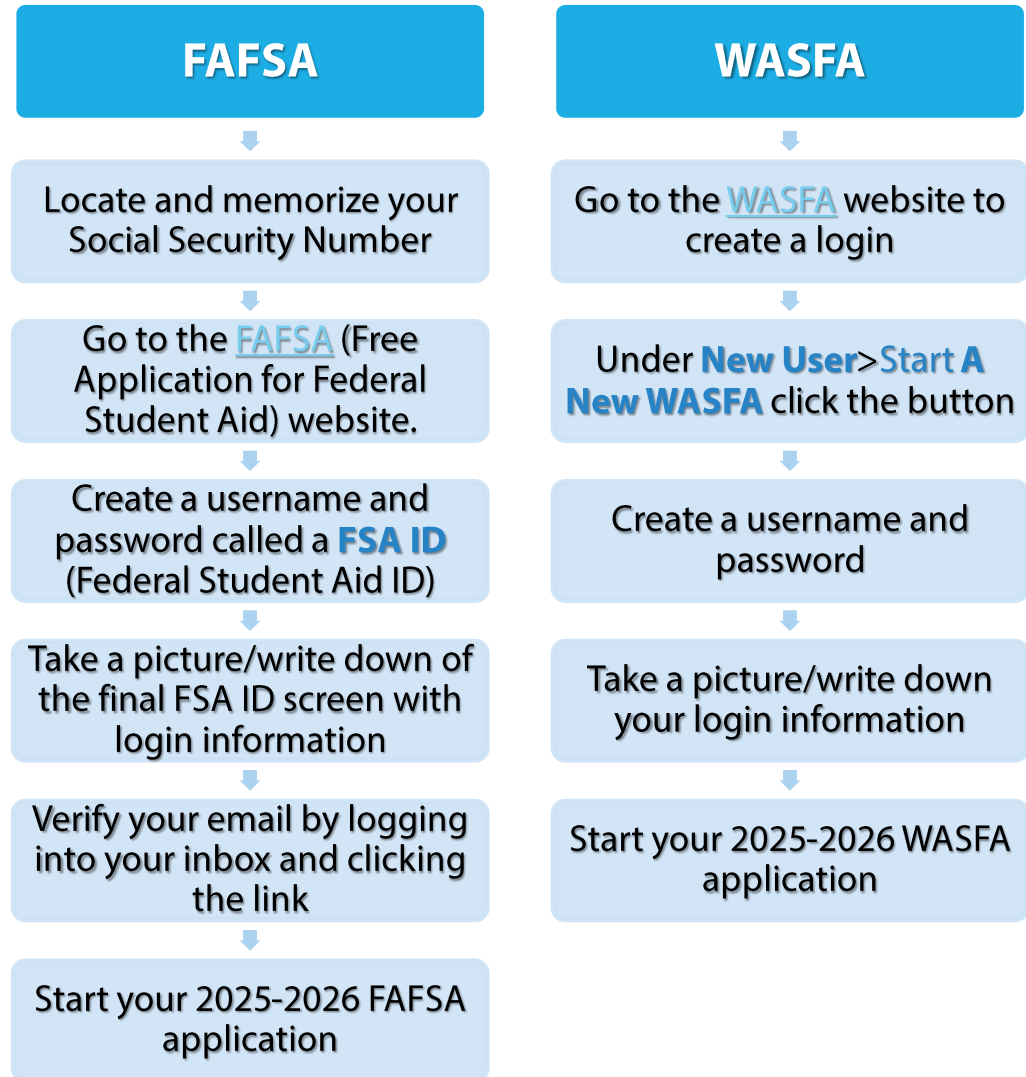 FAFSA
Locate and memorize your
Social Security Number
Go to the FAFSA (Free
Application for Federal
Student Aid) website.
Create a username and
password called a FSA ID
(Federal Student Aid ID)
Take a picture/write down of
the final FSA ID screen with
login information
Verify your email by logging
into your inbox and clicking
the link
Start your 2025-2026 FAFSA
application
WASFA
Go to the WASFA website to
create a login
Under New User>Start A
New WASFA click the button
Create a username and
password
Take a picture/write down
your login information
Start your 2025-2026 WASFA
application